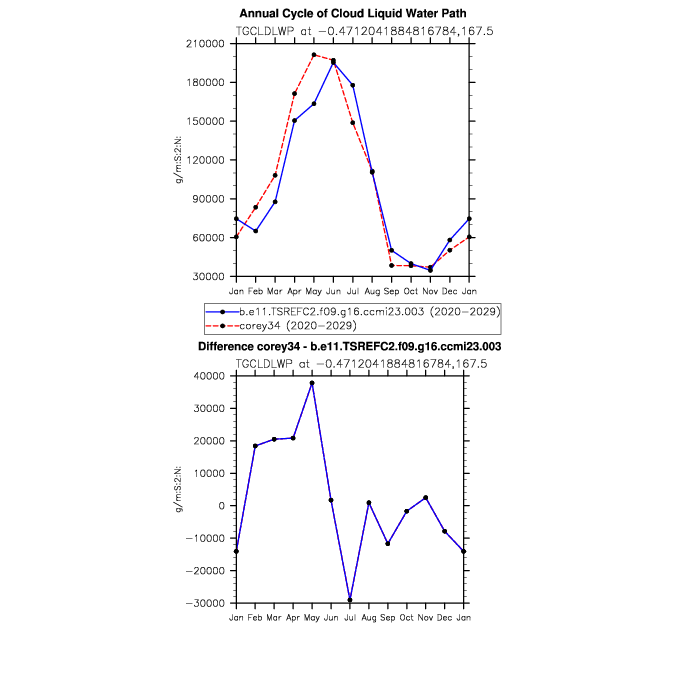 Annual Cycle of Cloud Liquid Water Path
TGCLDLWP at −0.4712041884816784,167.5
210000
180000
150000
120000
90000
60000
30000
g/m:S:2:N:
Jan Feb Mar Apr May Jun Jul Aug Sep Oct Nov Dec Jan
b.e11.TSREFC2.f09.g16.ccmi23.003 (2020−2029)
corey34 (2020−2029)
Difference corey34 - b.e11.TSREFC2.f09.g16.ccmi23.003
TGCLDLWP at −0.4712041884816784,167.5
40000
30000
20000
10000
0
−10000
−20000
−30000
g/m:S:2:N:
Jan Feb Mar Apr May Jun Jul Aug Sep Oct Nov Dec Jan